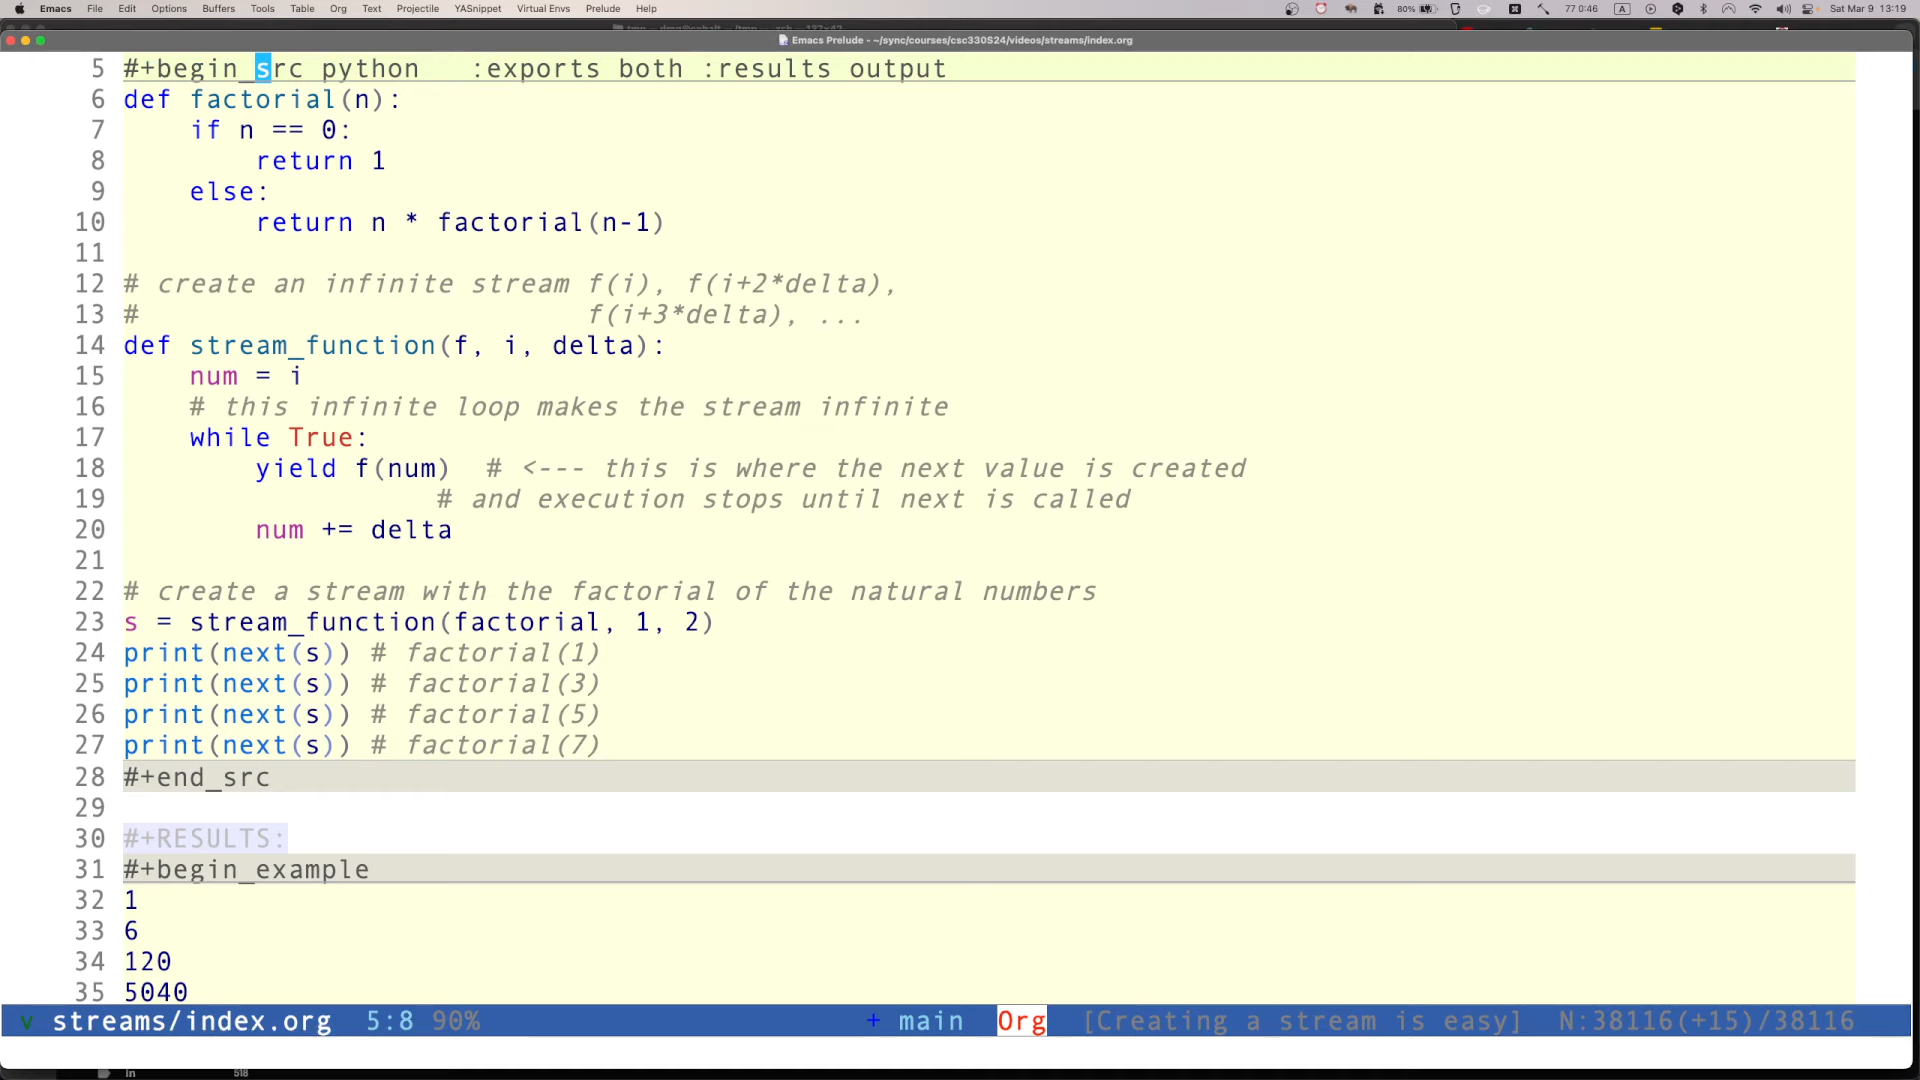 Emacs File Edit Options Buffers Tools Table Org Text Projectile YASnippet Virtual Envs Prelude Help 80% 77 0:46 A Sat Mar 9 13:19
Emacs Prelude - ~/sync/courses/csc330S24/videos/streams/index.org
5 #+begin_src python :exports both :results output
6 def factorial(n):
7 if n == 0:
8 return 1
9 else:
10 return n * factorial(n-1)
11
12 # create an infinite stream f(i), f(i+2*delta),
13 # f(i+3*delta), ...
14 def stream_function(f, i, delta):
15 num = i
16 # this infinite loop makes the stream infinite
17 while True:
18 yield f(num) # <--- this is where the next value is created
19 # and execution stops until next is called
20 num += delta
21
22 # create a stream with the factorial of the natural numbers
23 s = stream_function(factorial, 1, 2)
24 print(next(s)) # factorial(1)
25 print(next(s)) # factorial(3)
26 print(next(s)) # factorial(5)
27 print(next(s)) # factorial(7)
28 #+end_src
29
30 #+RESULTS:
31 #+begin_example
32 1
33 6
34 120
35 5040
v streams/index.org 5:8 90% + main Org [Creating a stream is easy] N:38116(+15)/38116
In 518